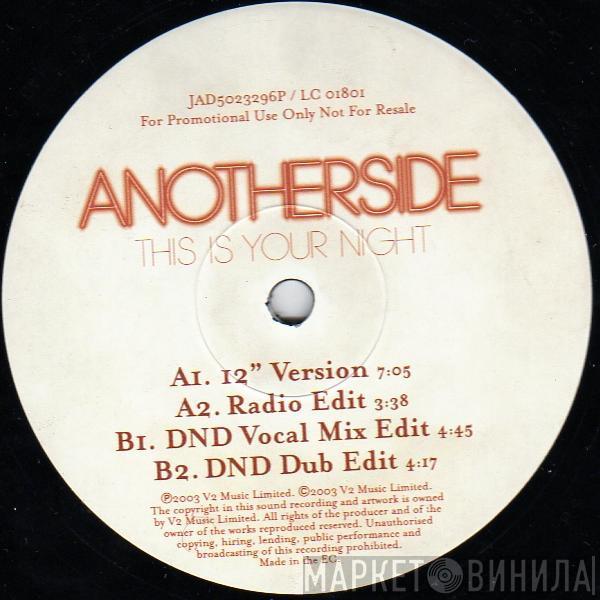 JAD5023296P / LC 01801
For Promotional Use Only Not For Resale
ANOTHERSIDE
THIS IS YOUR NIGHT
A1. 12” Version 7:05
A2. Radio Edit 3:38
B1. DND Vocal Mix Edit 4:45
B2. DND Dub Edit 4:17
℗2003 V2 Music Limited. ©2003 V2 Music Limited.
The copyright in this sound recording and artwork is owned
by V2 Music Limited. All rights of the producer and of the
owner of the works reproduced reserved. Unauthorised
copying, hiring, lending, public performance and
broadcasting of this recording prohibited.
Made in the EC.
МАРКЕТ ВИНИЛА